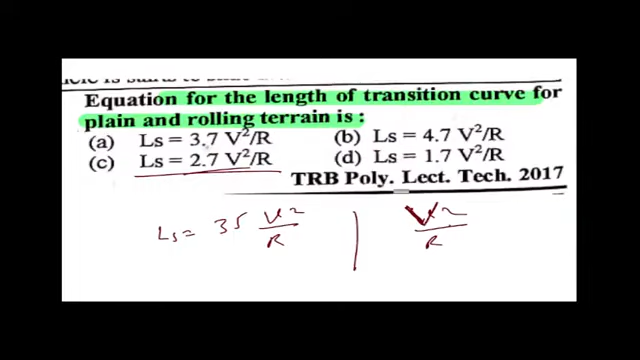 Equation for the length of transition curve for
plain and rolling terrain is :
(a) Ls = 3.7 V²/R (b) Ls = 4.7 V²/R
(c) Ls = 2.7 V²/R (d) Ls = 1.7 V²/R
TRB Poly. Lect. Tech. 2017
Ls = 35 V²/R | V²/R